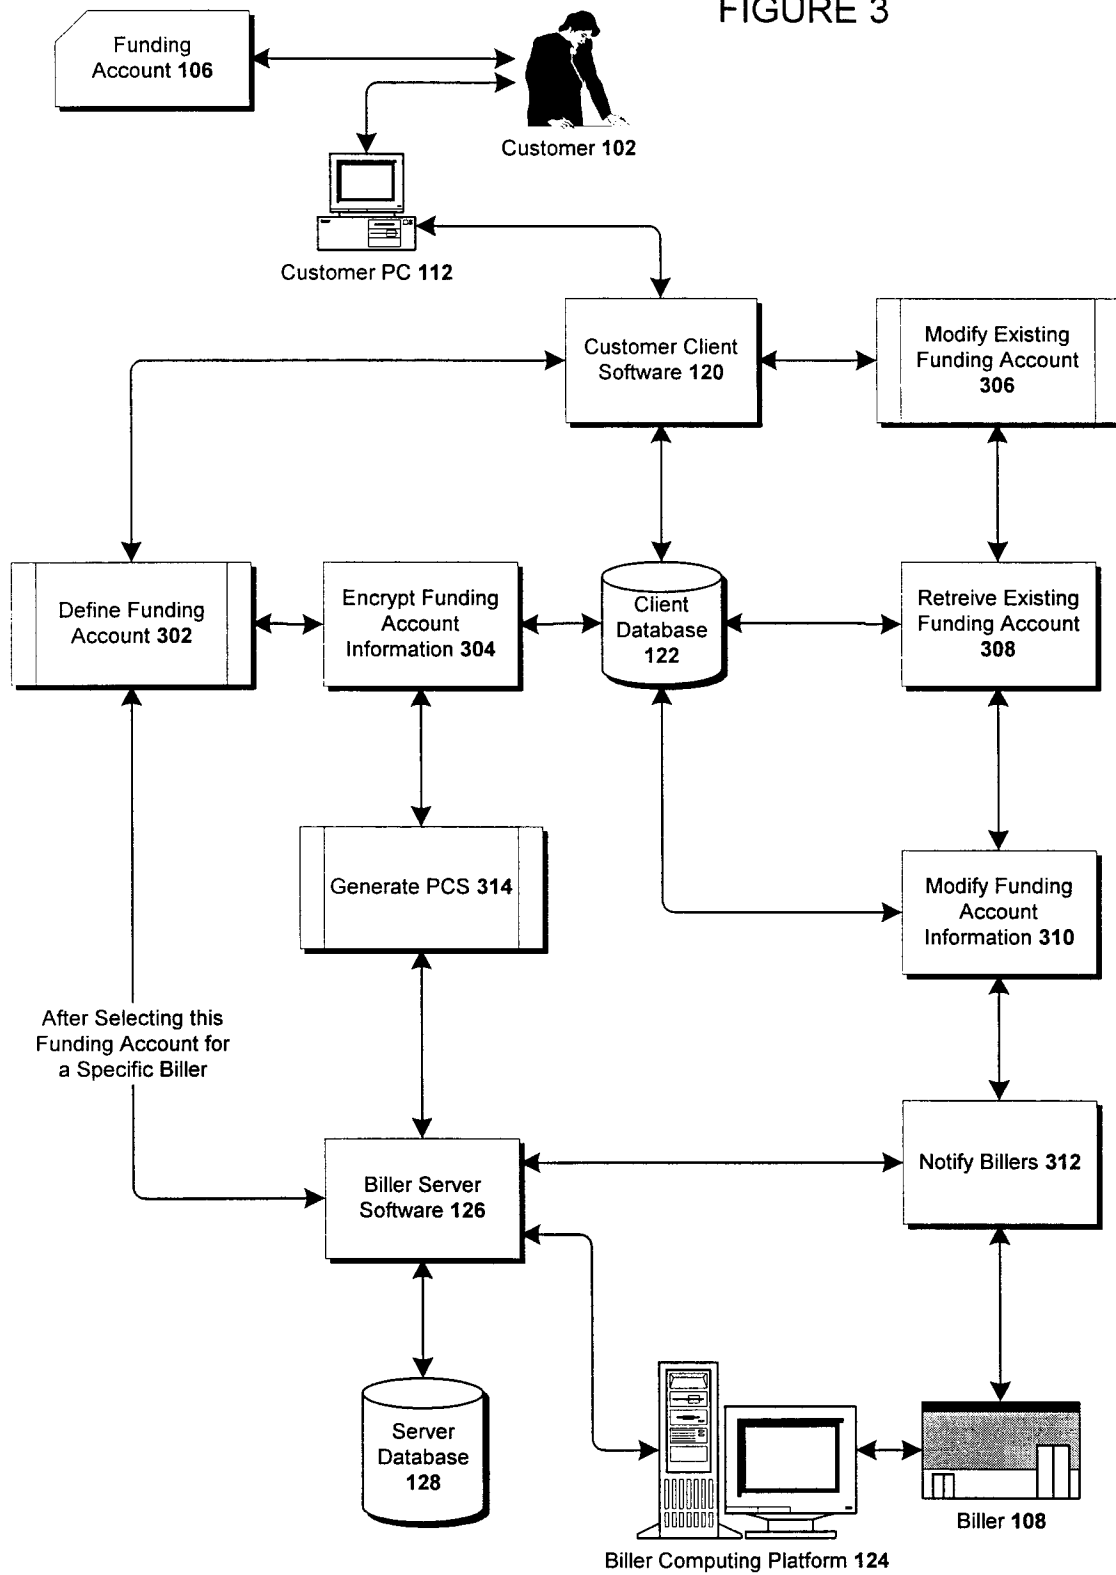 FIGURE 3
Funding
Account 106
Customer 102
Customer PC 112
Customer Client
Software 120
Modify Existing
Funding Account
306
Define Funding
Account 302
Encrypt Funding
Account
Information 304
Client
Database
122
Retreive Existing
Funding Account
308
Generate PCS 314
Modify Funding
Account
Information 310
After Selecting this
Funding Account for
a Specific Biller
Biller Server
Software 126
Notify Billers 312
Server
Database
128
Biller 108
Biller Computing Platform 124